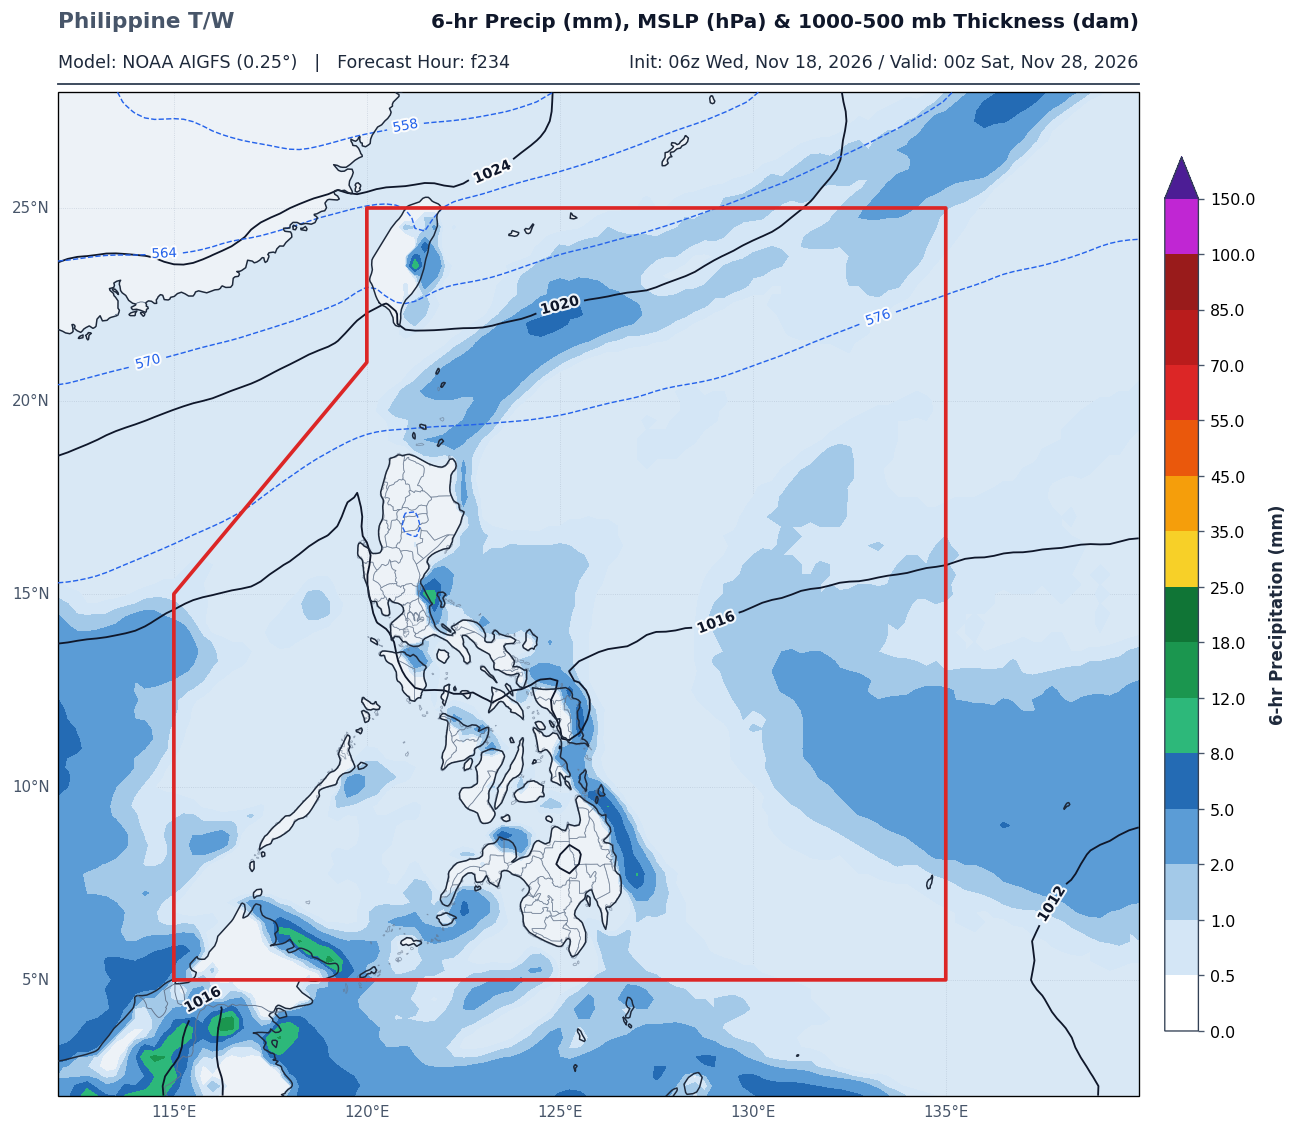 Philippine T/W
6-hr Precip (mm), MSLP (hPa) & 1000-500 mb Thickness (dam)
Model: NOAA AIGFS (0.25°) | Forecast Hour: f234
Init: 06z Wed, Nov 18, 2026 / Valid: 00z Sat, Nov 28, 2026
558
1024
564
1020
576
570
1016
1012
1016
25°N
20°N
15°N
10°N
5°N
115°E
120°E
125°E
130°E
135°E
150.0
100.0
85.0
70.0
55.0
45.0
35.0
25.0
18.0
12.0
8.0
5.0
2.0
1.0
0.5
0.0
6-hr Precipitation (mm)